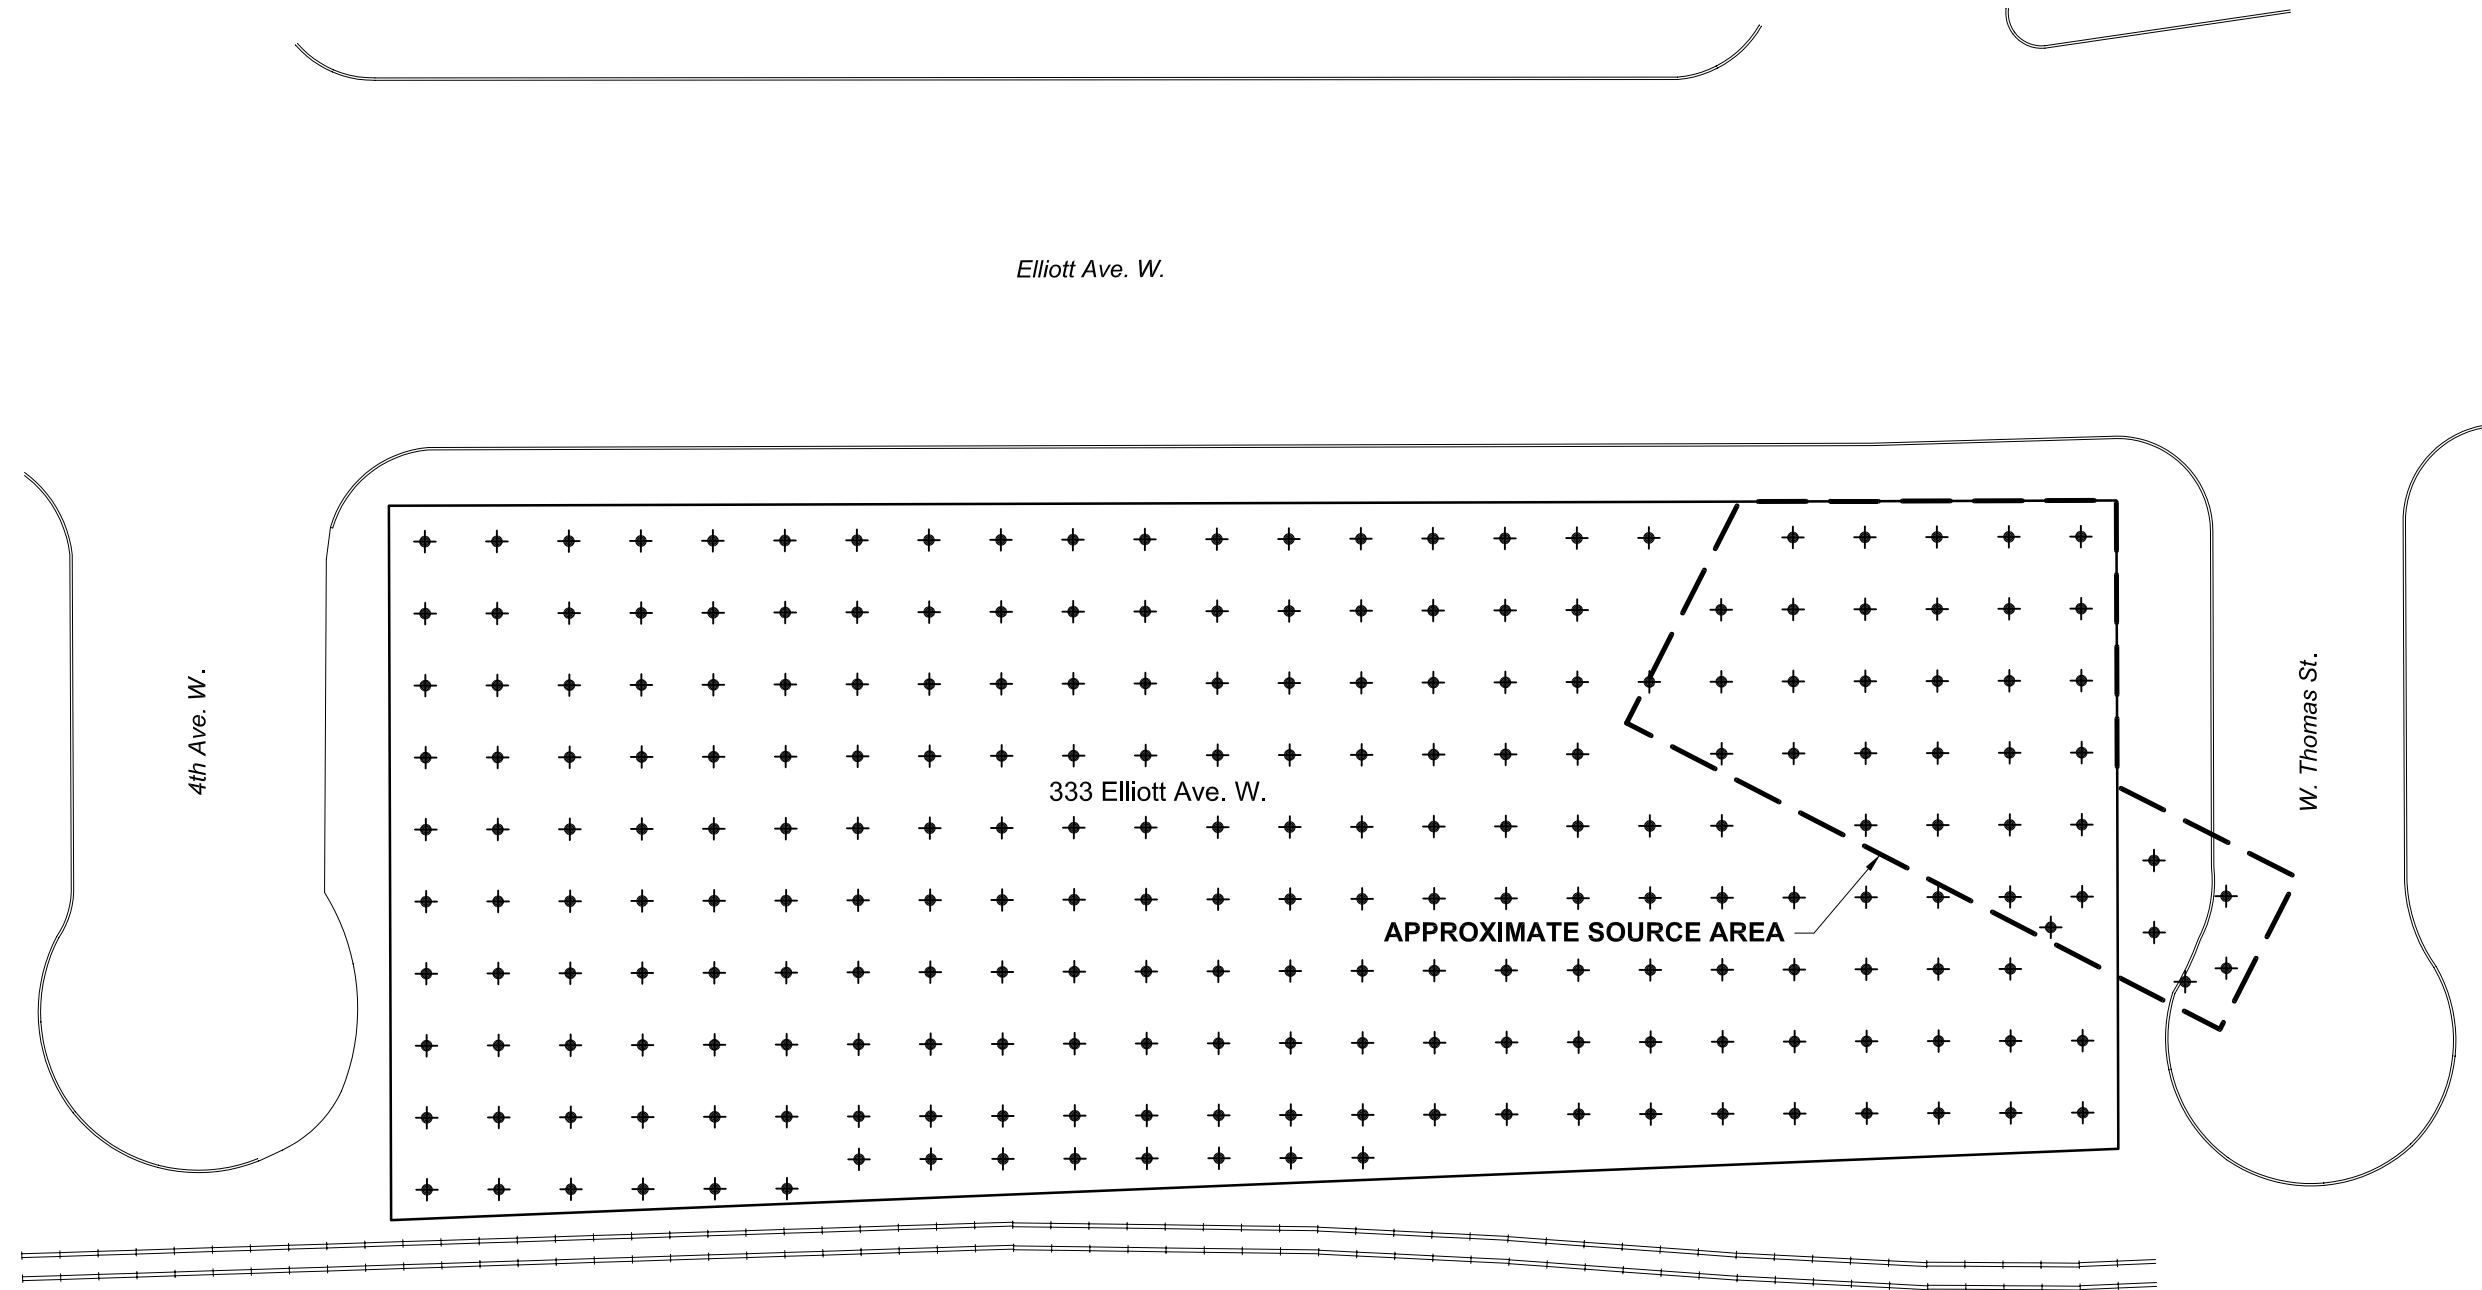 Elliott Ave. W.
4th Ave. W.
W. Thomas St.
333 Elliott Ave. W.
APPROXIMATE SOURCE AREA